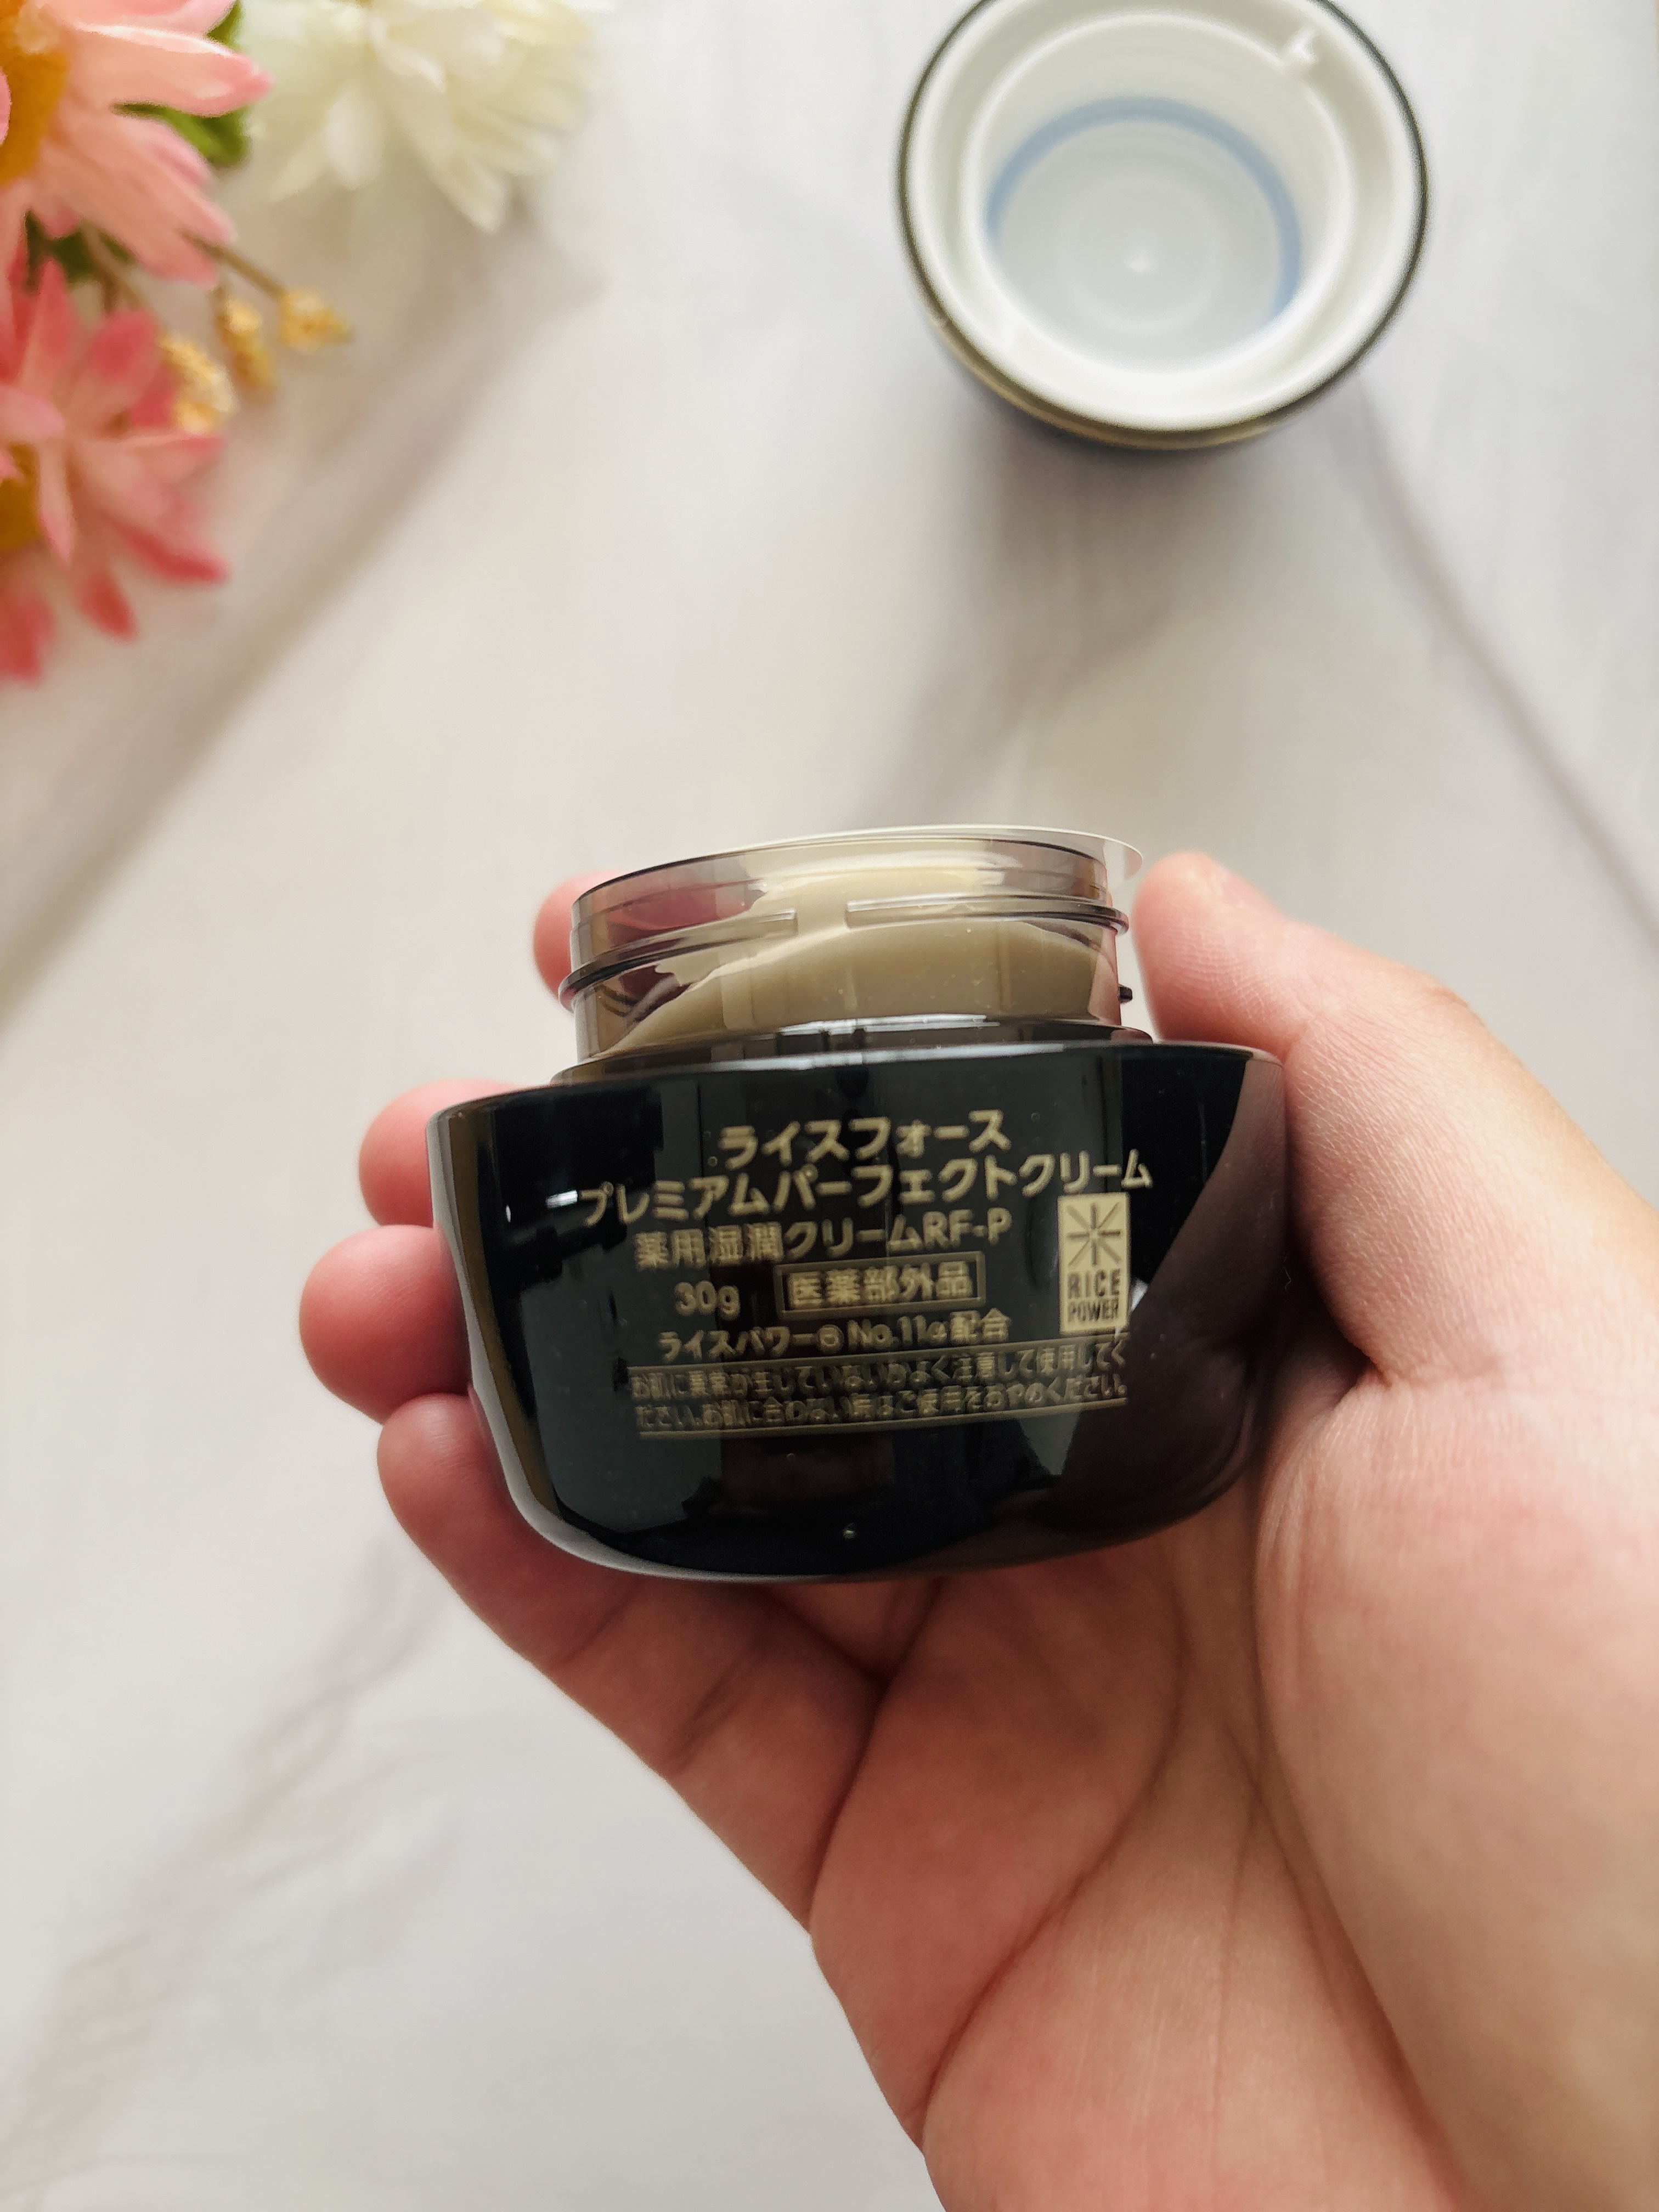 ライスフォース
プレミアムパーフェクトクリーム
薬用湿潤クリームRF-P
30g 医薬部外品
ライスパワー® No.11α配合
RICE
POWER
お肌に異常が生じていないかよく注意して使用してく
ださい。お肌に合わない時はご使用をおやめください。